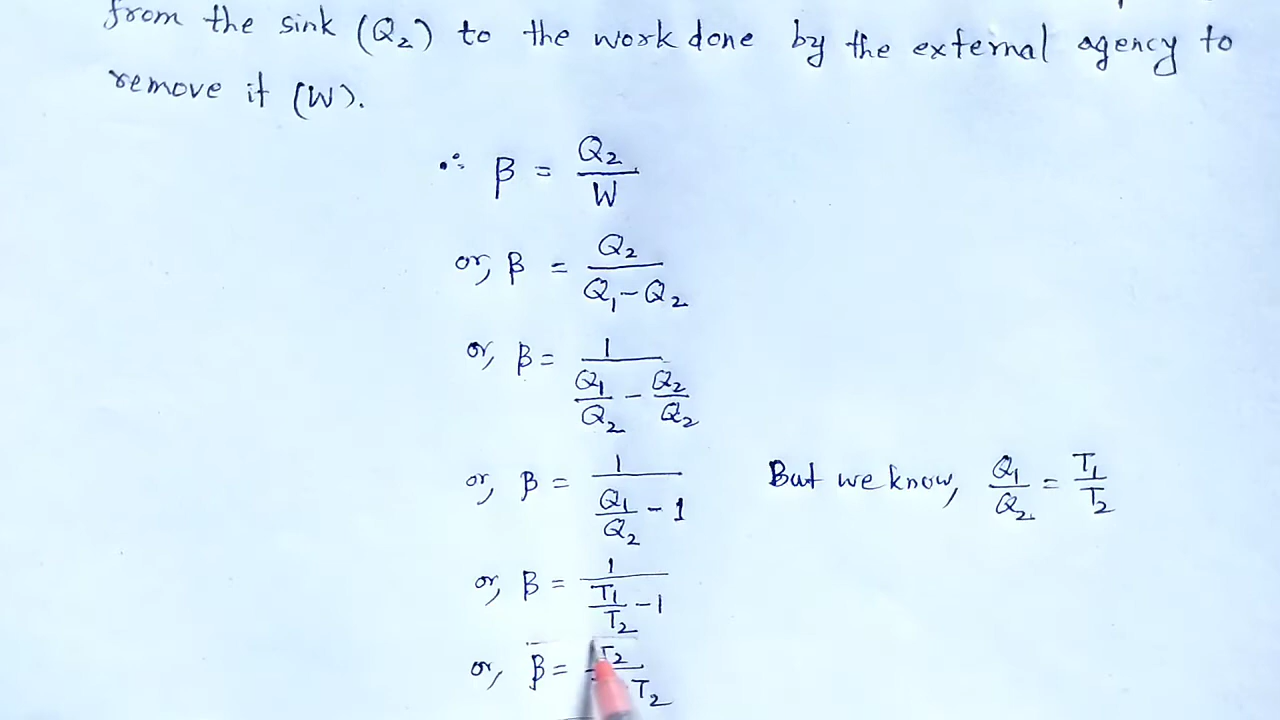 from the sink (Q₂) to the work done by the external agency to
remove it (W).
∴ β = Q₂/W
or, β = Q₂/(Q₁-Q₂)
or, β = 1/(Q₁/Q₂ - Q₂/Q₂)
or, β = 1/(Q₁/Q₂ - 1) But we know, Q₁/Q₂ = T₁/T₂
or, β = 1/(T₁/T₂ - 1)
or, β = T₂/ T₂